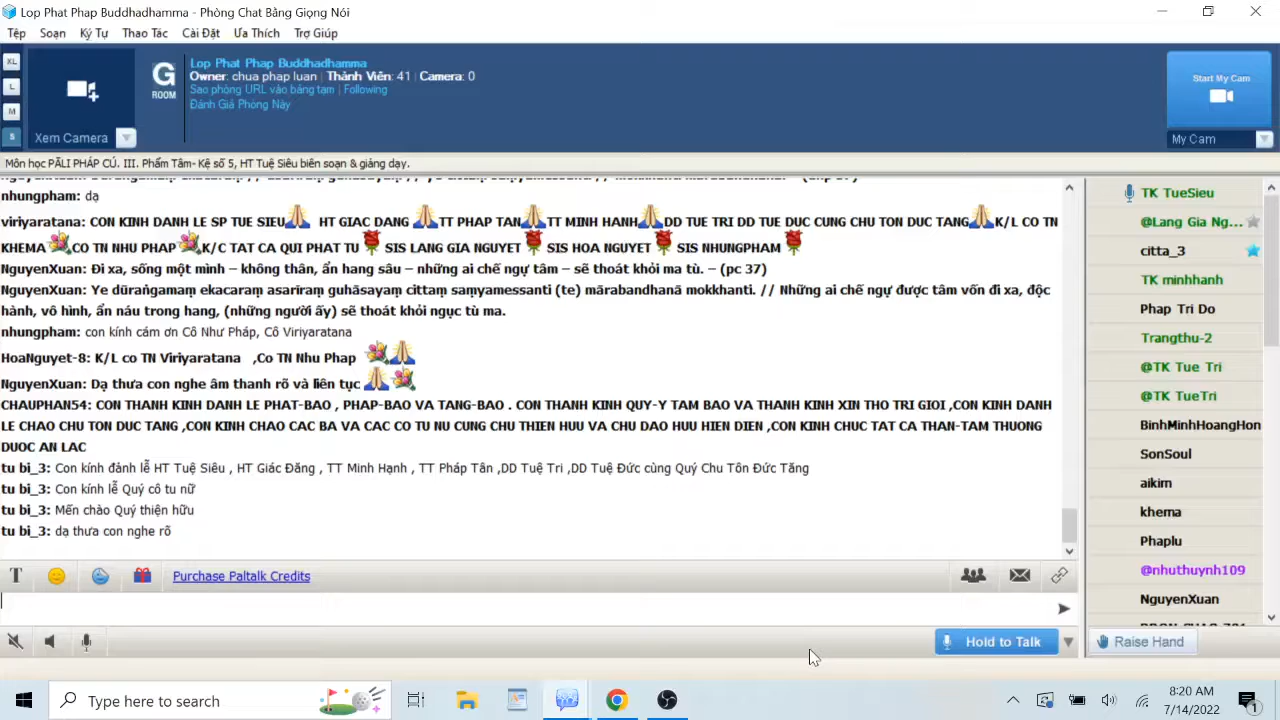 Lop Phat Phap Buddhadhamma - Phòng Chat Bằng Giọng Nói
Tệp Soạn Ký Tự Thao Tác Cài Đặt Ưa Thích Trợ Giúp
XL
L
M
S
Xem Camera
G
ROOM
Lop Phat Phap Buddhadhamma
Owner: chua phap luan | Thành Viên: 41 | Camera: 0
Sao phòng URL vào bảng tạm | Following
Đánh Giá Phòng Này
Start My Cam
My Cam
Môn học PĀLI PHÁP CÚ. III. Phẩm Tâm- Kệ số 5, HT Tuệ Siêu biên soạn & giảng dạy.
nhungpham: dạ
viriyaratana: CON KINH DANH LE SP TUE SIEU HT GIAC DANG TT PHAP TAN TT MINH HANH DD TUE TRI DD TUE DUC CUNG CHU TON DUC TANG K/L CO TN
KHEMA ,CO TN NHU PHAP K/C TAT CA QUI PHAT TU SIS LANG GIA NGUYET SIS HOA NGUYET SIS NHUNGPHAM
NguyenXuan: Đi xa, sống một mình – không thân, ẩn hang sâu – những ai chế ngự tâm – sẽ thoát khỏi ma tù. – (pc 37)
NguyenXuan: Ye dūraṅgamaṃ ekacaraṃ asariraṃ guhāsayaṃ cittaṃ saṃyamessanti (te) mārabandhanā mokkhanti. // Những ai chế ngự được tâm vốn đi xa, độc
hành, vô hình, ẩn náu trong hang, (những người ấy) sẽ thoát khỏi ngục tù ma.
nhungpham: con kính cám ơn Cô Như Pháp, Cô Viriyaratana
HoaNguyet-8: K/L co TN Viriyaratana ,Co TN Nhu Phap
NguyenXuan: Dạ thưa con nghe âm thanh rõ và liên tục
CHAUPHAN54: CON THANH KINH DANH LE PHAT-BAO , PHAP-BAO VA TANG-BAO . CON THANH KINH QUY-Y TAM BAO VA THANH KINH XIN THO TRI GIOI ,CON KINH DANH
LE CHAO CHU TON DUC TANG ,CON KINH CHAO CAC BA VA CAC CO TU NU CUNG CHU THIEN HUU VA CHU DAO HUU HIEN DIEN ,CON KINH CHUC TAT CA THAN-TAM THUONG
DUOC AN LAC
tu bi_3: Con kính đảnh lễ HT Tuệ Siêu , HT Giác Đăng , TT Minh Hạnh , TT Pháp Tân ,DD Tuệ Tri ,DD Tuệ Đức cùng Quý Chu Tôn Đức Tăng
tu bi_3: Con kính lễ Quý cô tu nữ
tu bi_3: Mến chào Quý thiện hữu
tu bi_3: dạ thưa con nghe rõ
TK TueSieu
@Lang Gia Ng...
citta_3
TK minhhanh
Phap Tri Do
Trangthu-2
@TK Tue Tri
@TK TueTri
BinhMinhHoangHon
SonSoul
aikim
khema
Phaplu
@nhuthuynh109
NguyenXuan
T
Purchase Paltalk Credits
Hold to Talk
Raise Hand
Type here to search
8:20 AM
7/14/2022
1